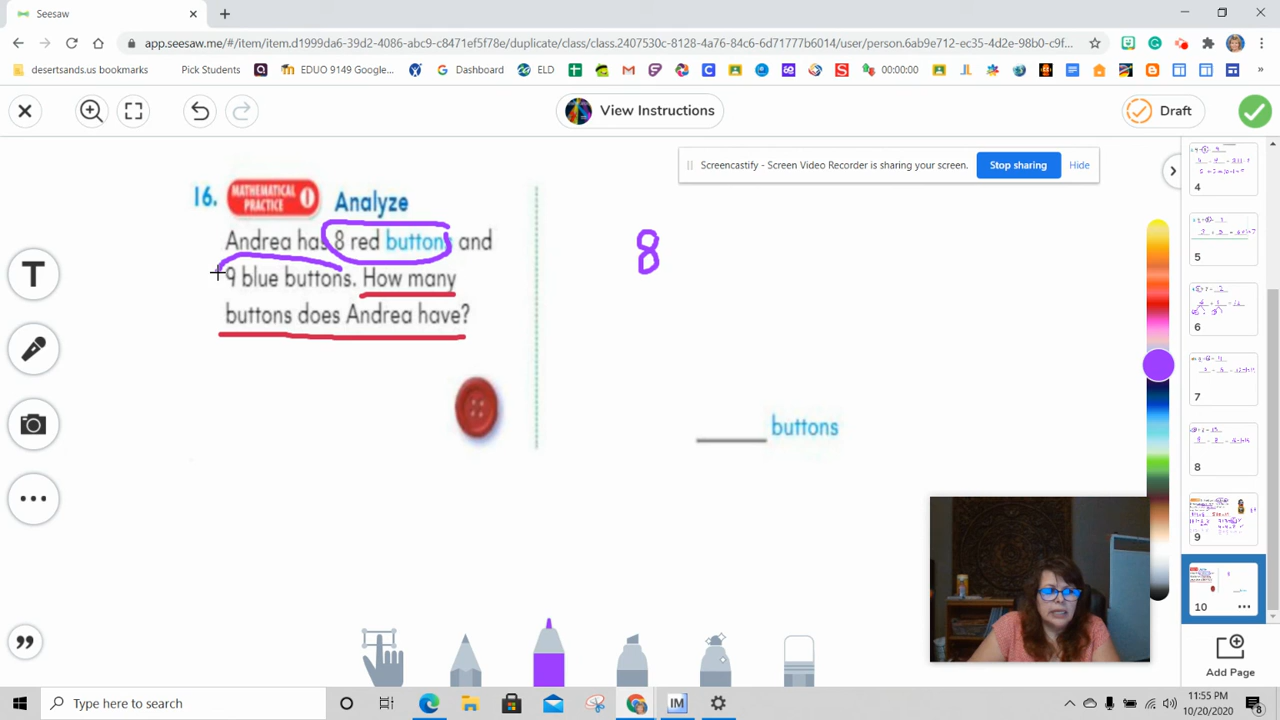 Seesaw
app.seesaw.me/#/item/item.d1999da6-39d2-4086-abc9-c8471eff278e/duplicate/class/class.2407530c-8128-4a76-84c6-6d71777b6014/user/person.6ab9e712-ec35-4d2e-98b0-c9f...
desertsands.us bookmarks Pick Students EDUO 9149 Google... Dashboard ELD 00:00:00
View Instructions
Draft
Screencastify - Screen Video Recorder is sharing your screen. Stop sharing Hide
16. MATHEMATICAL PRACTICE 1 Analyze
Andrea has 8 red buttons and
9 blue buttons. How many
buttons does Andrea have?
8
buttons
T
4
5
6
7
8
9
10
Add Page
Type here to search
IM
11:55 PM
10/20/2020
8